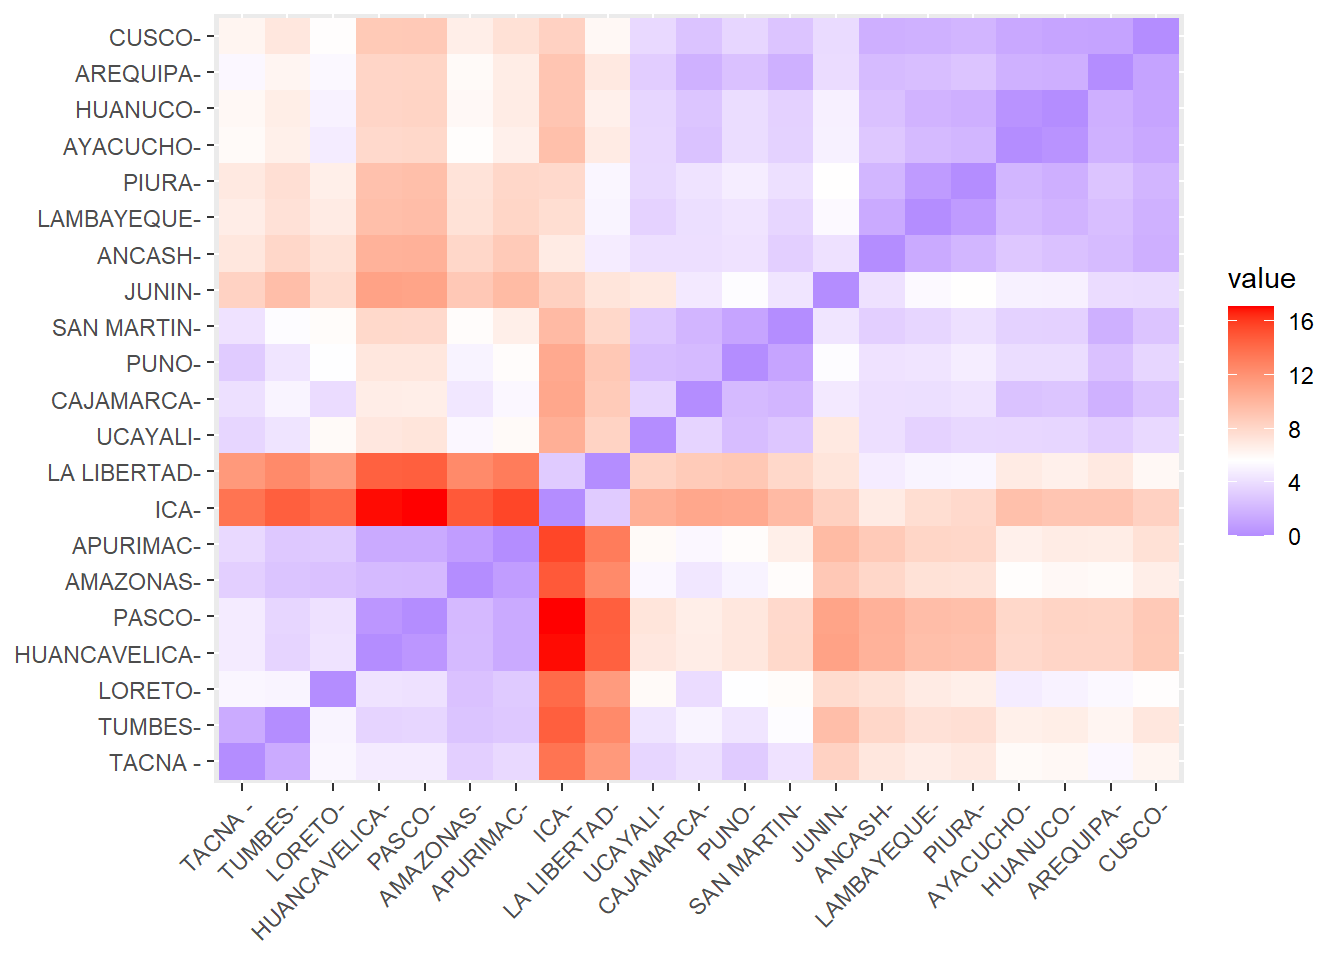 CUSCO-
AREQUIPA-
HUANUCO-
AYACUCHO-
PIURA-
LAMBAYEQUE-
ANCASH-
JUNIN-
SAN MARTIN-
PUNO-
CAJAMARCA-
UCAYALI-
LA LIBERTAD-
ICA-
APURIMAC-
AMAZONAS-
PASCO-
HUANCAVELICA-
LORETO-
TUMBES-
TACNA -
TACNA -
TUMBES-
LORETO-
HUANCAVELICA-
PASCO-
AMAZONAS-
APURIMAC-
ICA-
LA LIBERTAD-
UCAYALI-
CAJAMARCA-
PUNO-
SAN MARTIN-
JUNIN-
ANCASH-
LAMBAYEQUE-
PIURA-
AYACUCHO-
HUANUCO-
AREQUIPA-
CUSCO-
value
16
12
8
4
0